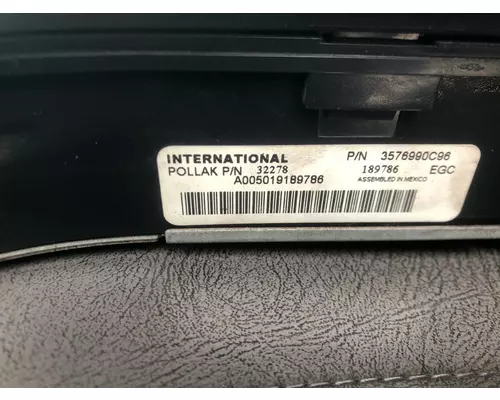 INTERNATIONAL P/N 3576990C96
POLLAK P/N 32278 189786 EGC
A005019189786 ASSEMBLED IN MEXICO